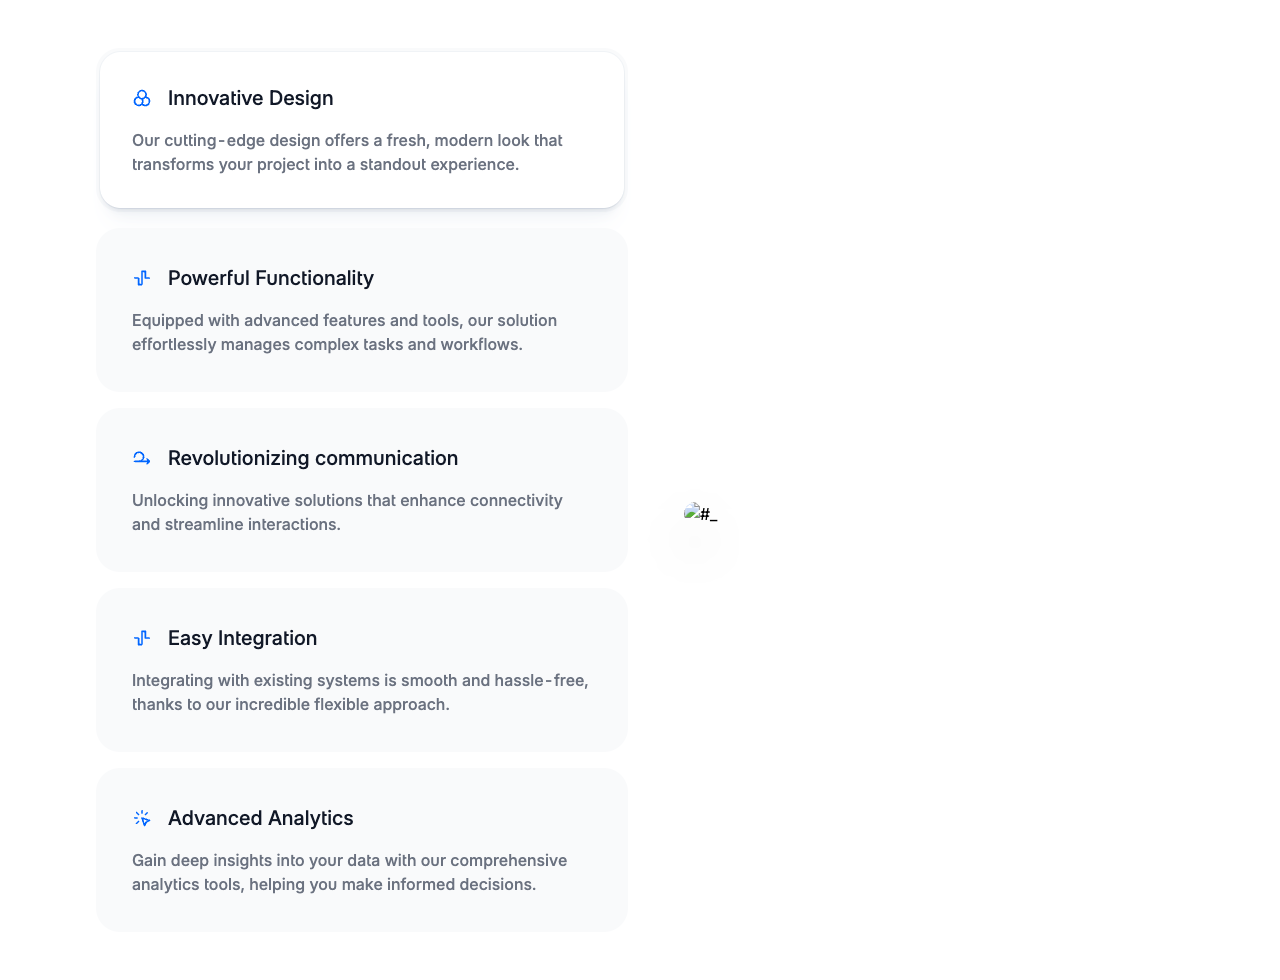 Innovative Design
Our cutting-edge design offers a fresh, modern look that
transforms your project into a standout experience.
Powerful Functionality
Equipped with advanced features and tools, our solution
effortlessly manages complex tasks and workflows.
Revolutionizing communication
Unlocking innovative solutions that enhance connectivity
and streamline interactions.
#_
Easy Integration
Integrating with existing systems is smooth and hassle-free,
thanks to our incredible flexible approach.
Advanced Analytics
Gain deep insights into your data with our comprehensive
analytics tools, helping you make informed decisions.